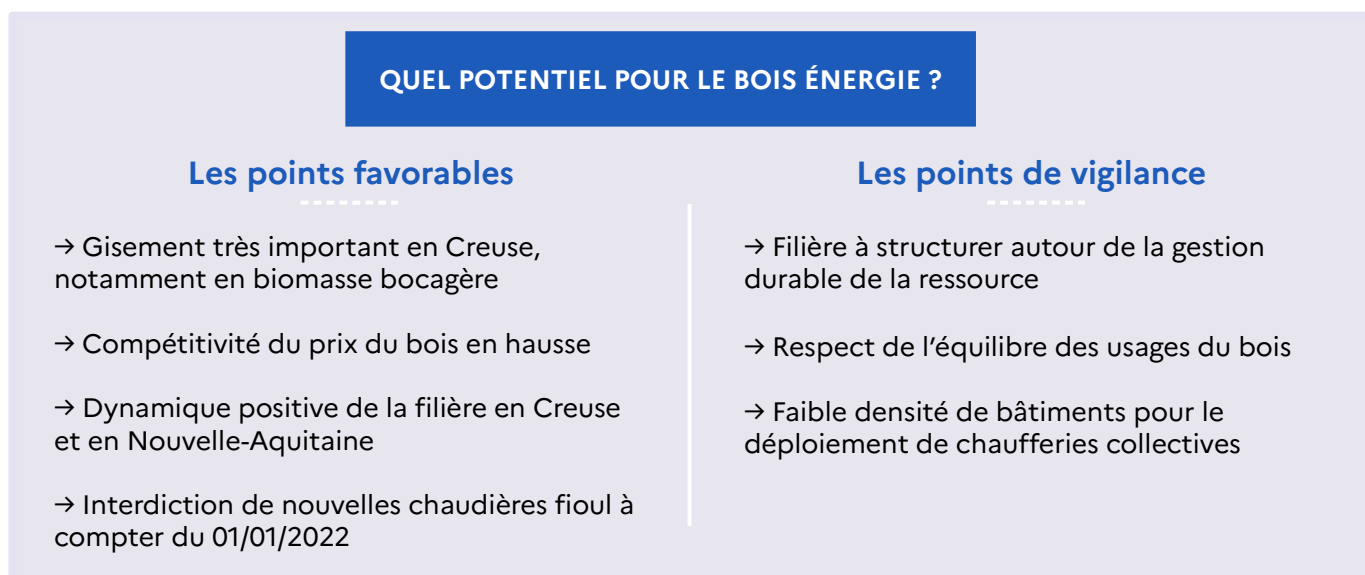 QUEL POTENTIEL POUR LE BOIS ÉNERGIE ?
Les points favorables
→ Gisement très important en Creuse,
notamment en biomasse bocagère
→ Compétitivité du prix du bois en hausse
→ Dynamique positive de la filière en Creuse
et en Nouvelle-Aquitaine
→ Interdiction de nouvelles chaudières fioul à
compter du 01/01/2022
Les points de vigilance
→ Filière à structurer autour de la gestion
durable de la ressource
→ Respect de l’équilibre des usages du bois
→ Faible densité de bâtiments pour le
déploiement de chaufferies collectives